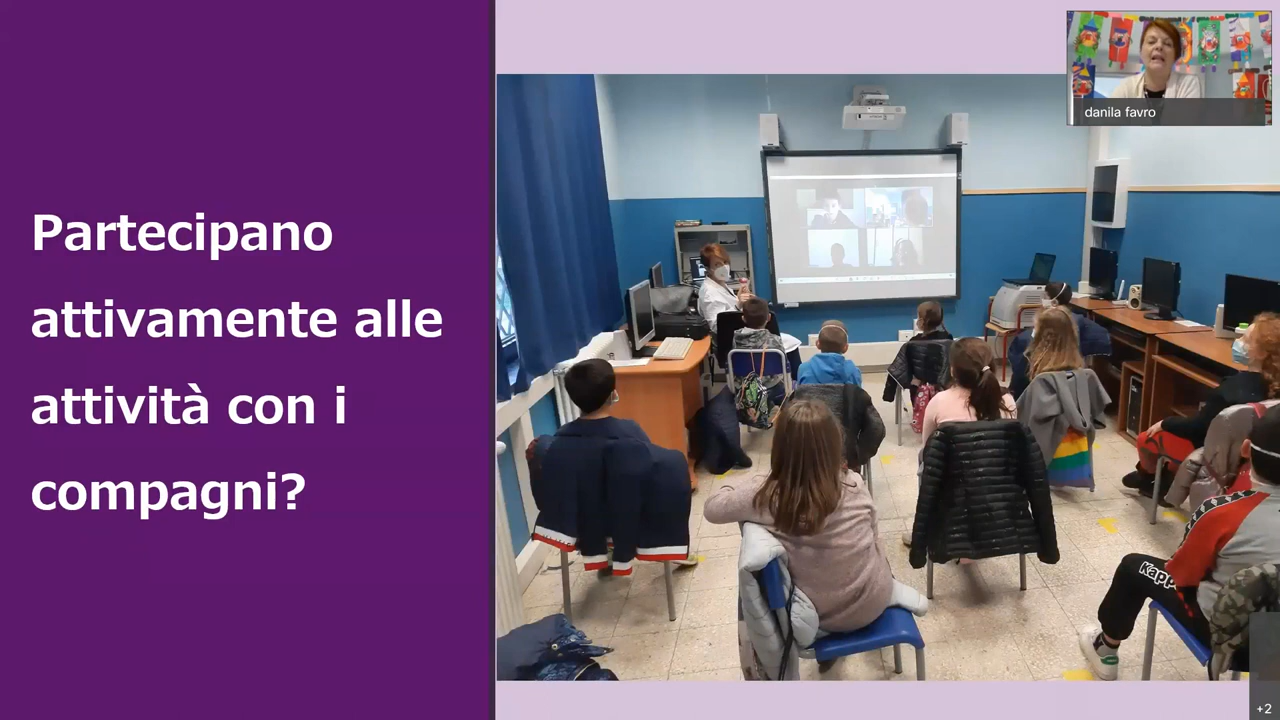 Partecipano
attivamente alle
attività con i
compagni?
danila favro
Kappa
+2